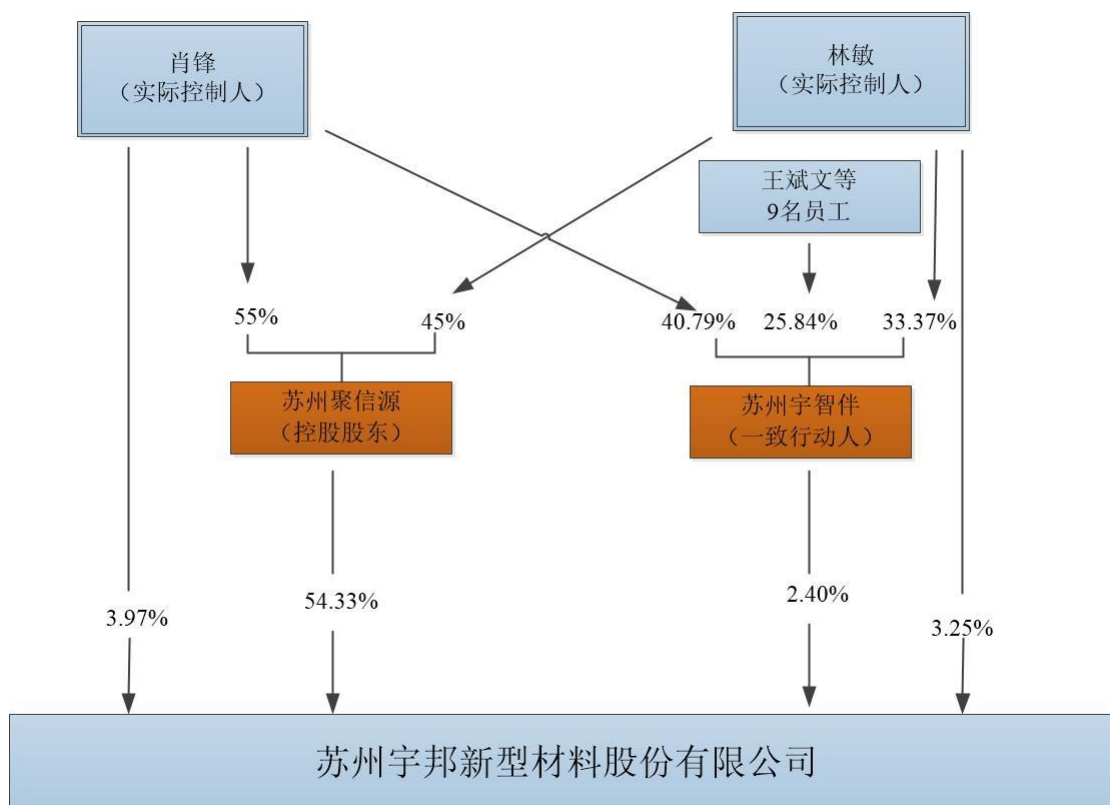 肖锋
（实际控制人）
林敏
（实际控制人）
王斌文等
9名员工
55%
45%
40.79%
25.84%
33.37%
苏州聚信源
（控股股东）
苏州宇智伴
（一致行动人）
3.97%
54.33%
2.40%
3.25%
苏州宇邦新型材料股份有限公司